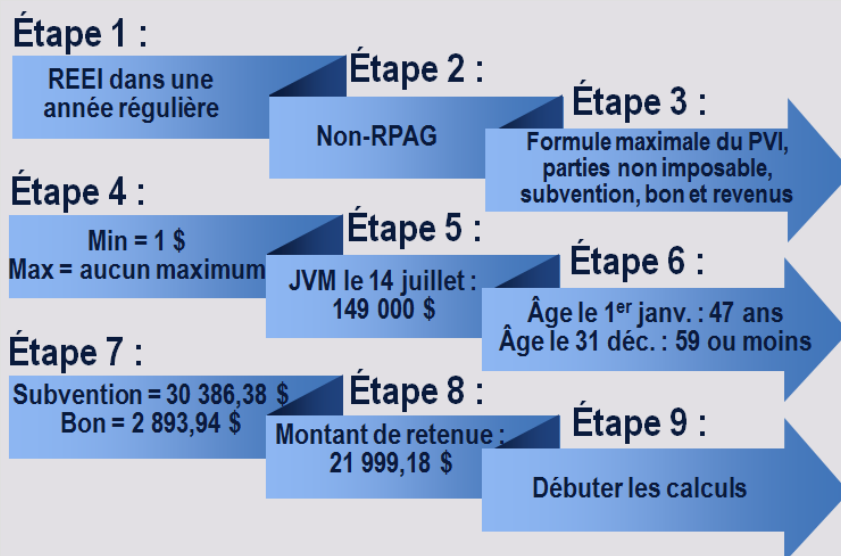 Étape 1 :
REEI dans une
année régulière
Étape 2 :
Non-RPAG
Étape 3 :
Formule maximale du PVI,
parties non imposable,
subvention, bon et revenus
Étape 4 :
Min = 1 $
Max = aucun maximum
Étape 5 :
JVM le 14 juillet :
149 000 $
Étape 6 :
Âge le 1er janv. : 47 ans
Âge le 31 déc. : 59 ou moins
Étape 7 :
Subvention = 30 386,38 $
Bon = 2 893,94 $
Étape 8 :
Montant de retenue :
21 999,18 $
Étape 9 :
Débuter les calculs